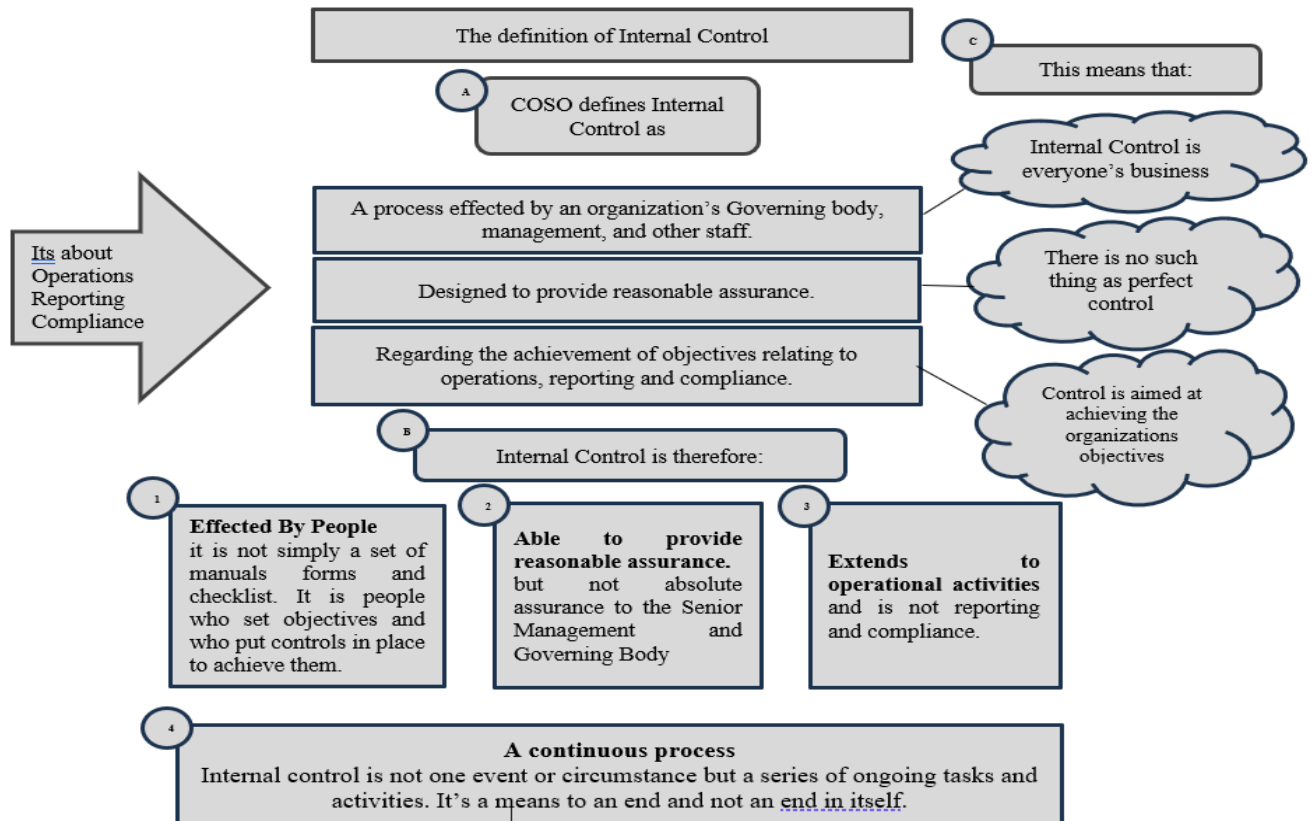 The definition of Internal Control
C
This means that:
A
COSO defines Internal
Control as
Internal Control is
everyone’s business
A process effected by an organization’s Governing body,
management, and other staff.
Its about
Operations
Reporting
Compliance
There is no such
thing as perfect
control
Designed to provide reasonable assurance.
Regarding the achievement of objectives relating to
operations, reporting and compliance.
Control is aimed at
achieving the
organizations
objectives
B
Internal Control is therefore:
1
Effected By People
it is not simply a set of
manuals forms and
checklist. It is people
who set objectives and
who put controls in place
to achieve them.
2
Able to provide
reasonable assurance.
but not absolute
assurance to the Senior
Management and
Governing Body
3
Extends to
operational activities
and is not reporting
and compliance.
4
A continuous process
Internal control is not one event or circumstance but a series of ongoing tasks and
activities. It’s a means to an end and not an end in itself.